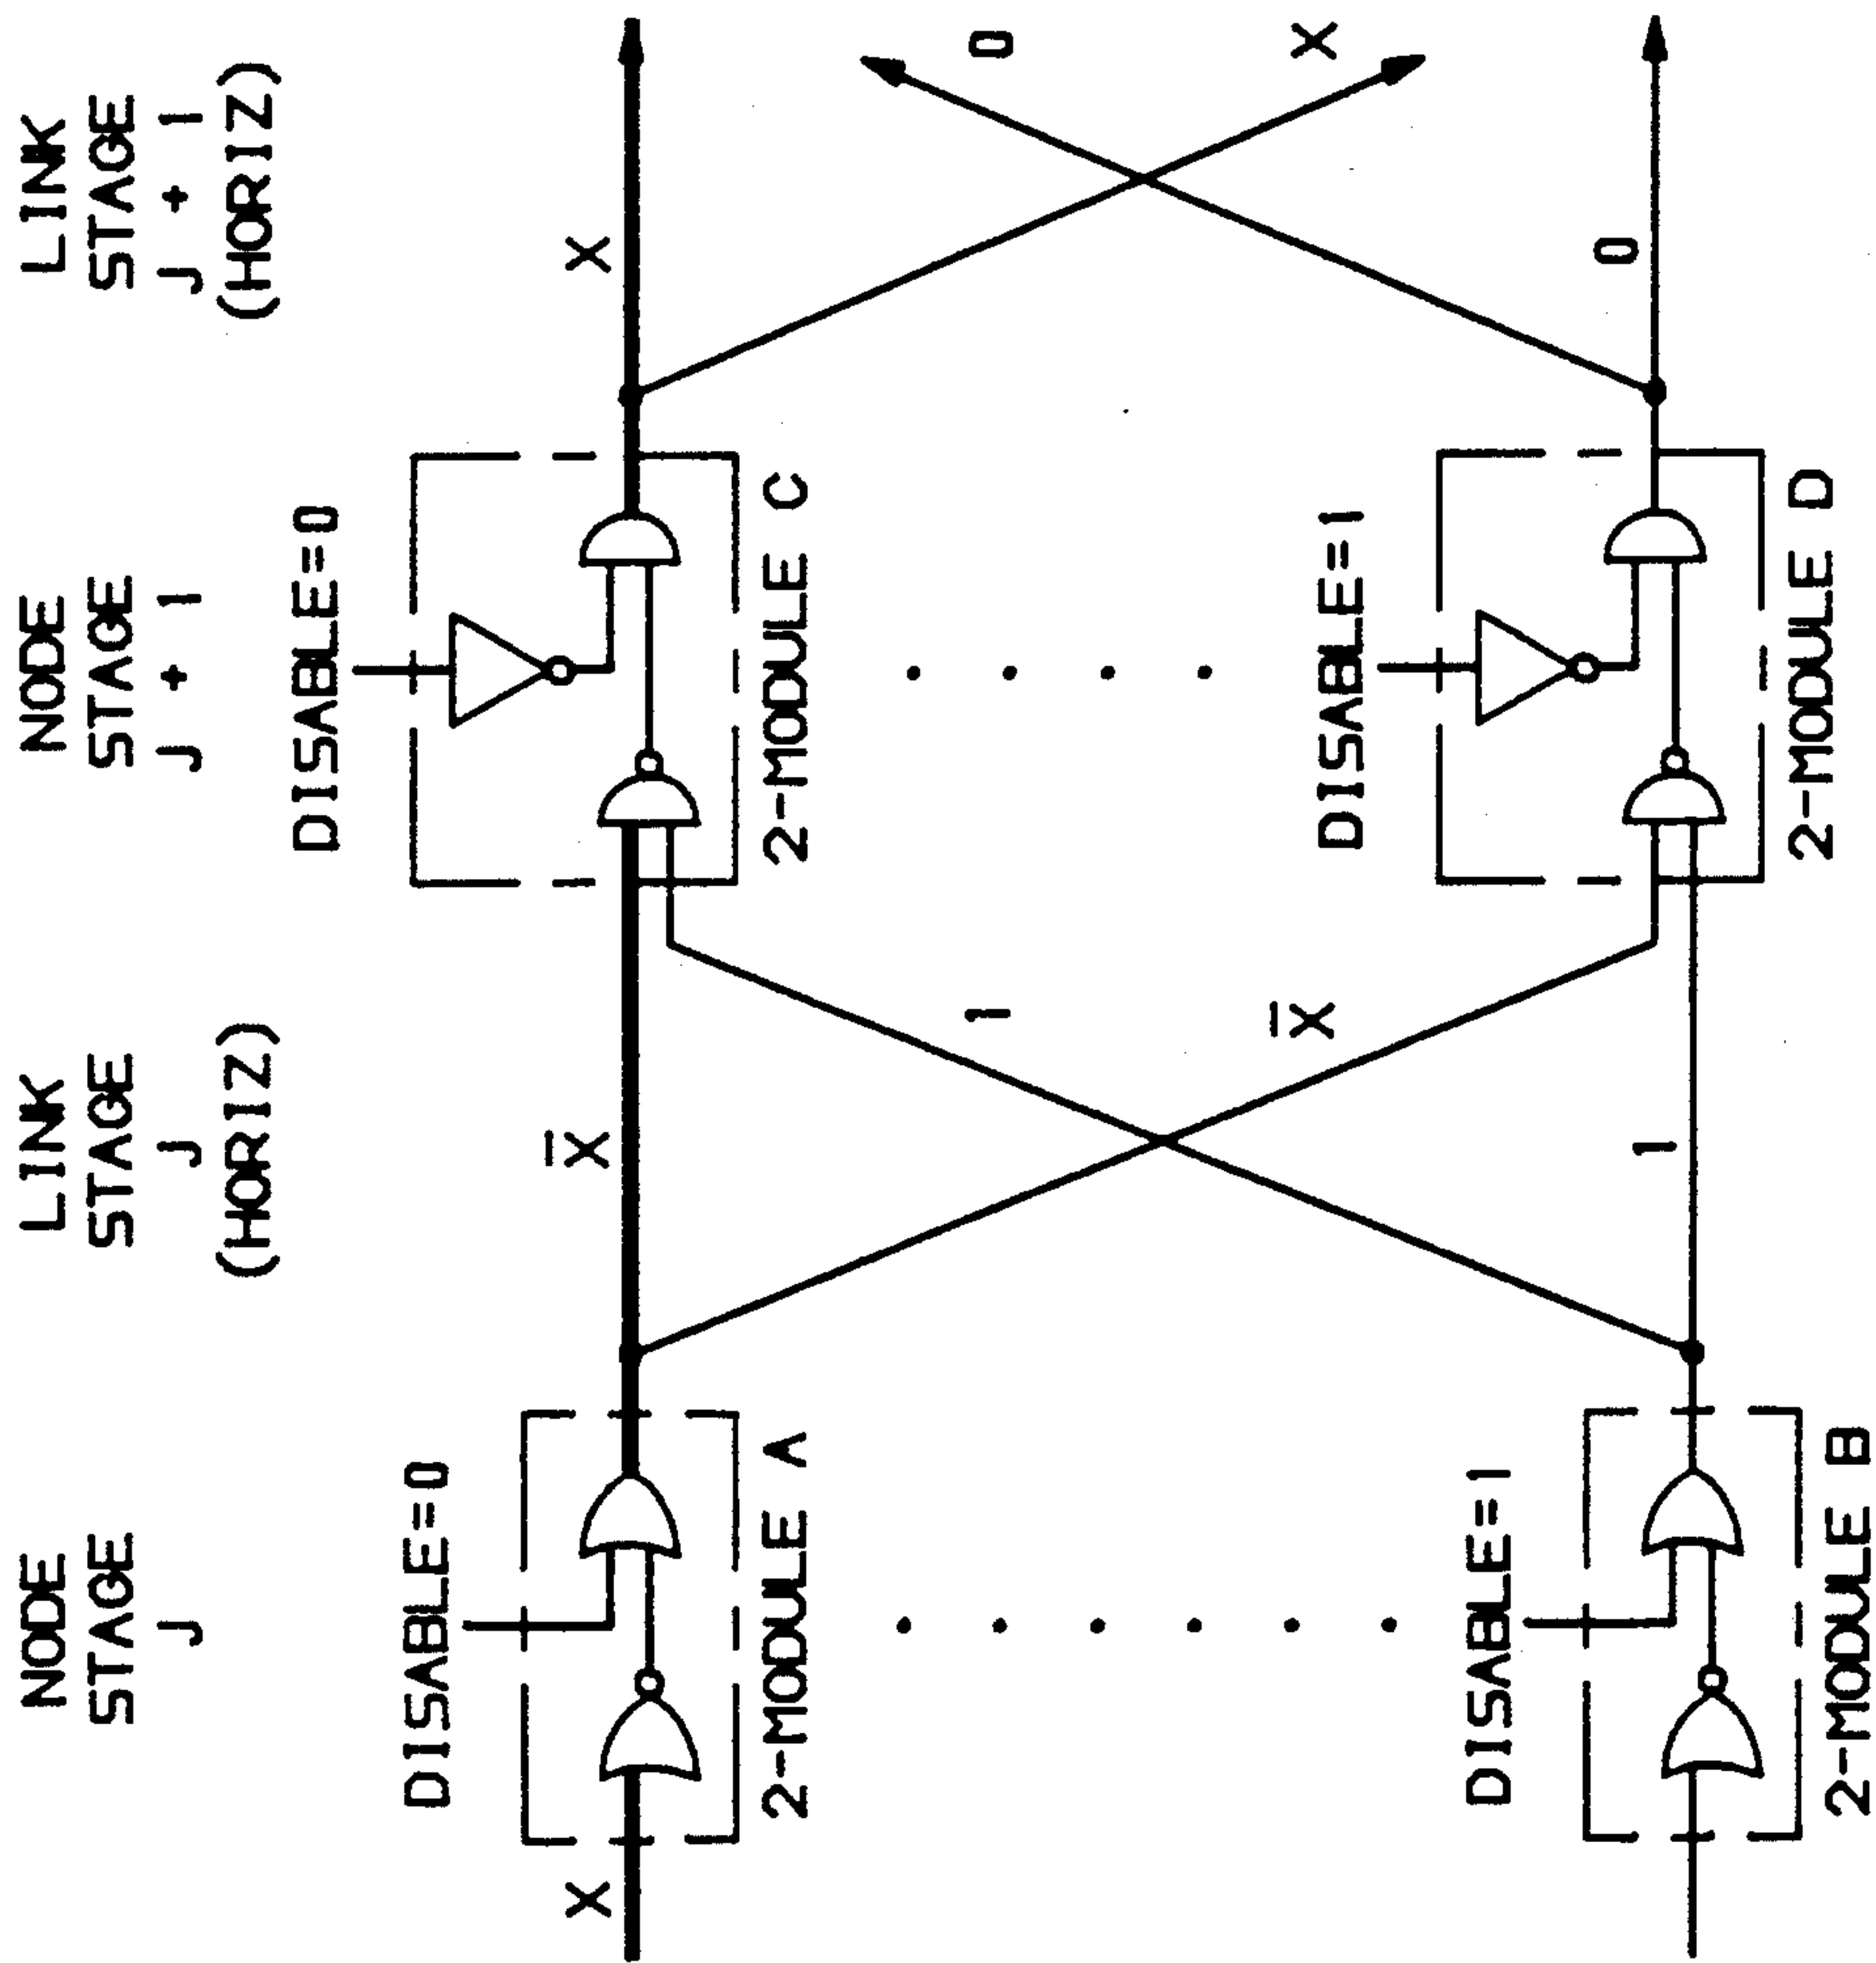 NODE
STAGE
J
LINK
STAGE
J
(HORIZ)
NODE
STAGE
J + 1
LINK
STAGE
J + 1
(HORIZ)
DISABLE=0
DISABLE=0
X
X̅
X
2-MODULE A
2-MODULE C
1
0
X̅
X
DISABLE=1
DISABLE=1
1
0
2-MODULE B
2-MODULE D